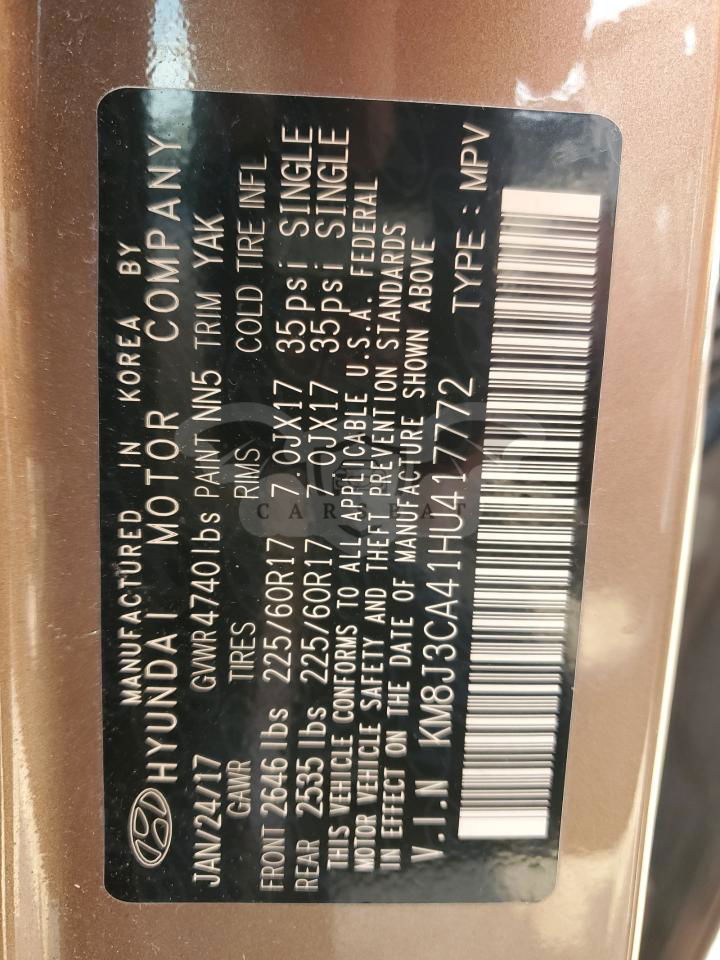 MANUFACTURED IN KOREA BY
HYUNDAI MOTOR COMPANY
JAN/24/17 GVWR4740lbs PAINT NN5 TRIM YAK
GAWR TIRES RIMS COLD TIRE INFL
FRONT 2646 lbs 225/60R17 7.0JX17 35psi SINGLE
REAR 2535 lbs 225/60R17 7.0JX17 35psi SINGLE
THIS VEHICLE CONFORMS TO ALL APPLICABLE U.S.A. FEDERAL
MOTOR VEHICLE SAFETY AND THEFT PREVENTION STANDARDS
IN EFFECT ON THE DATE OF MANUFACTURE SHOWN ABOVE
V.I.N KM8J3CA41HU417772 TYPE : MPV